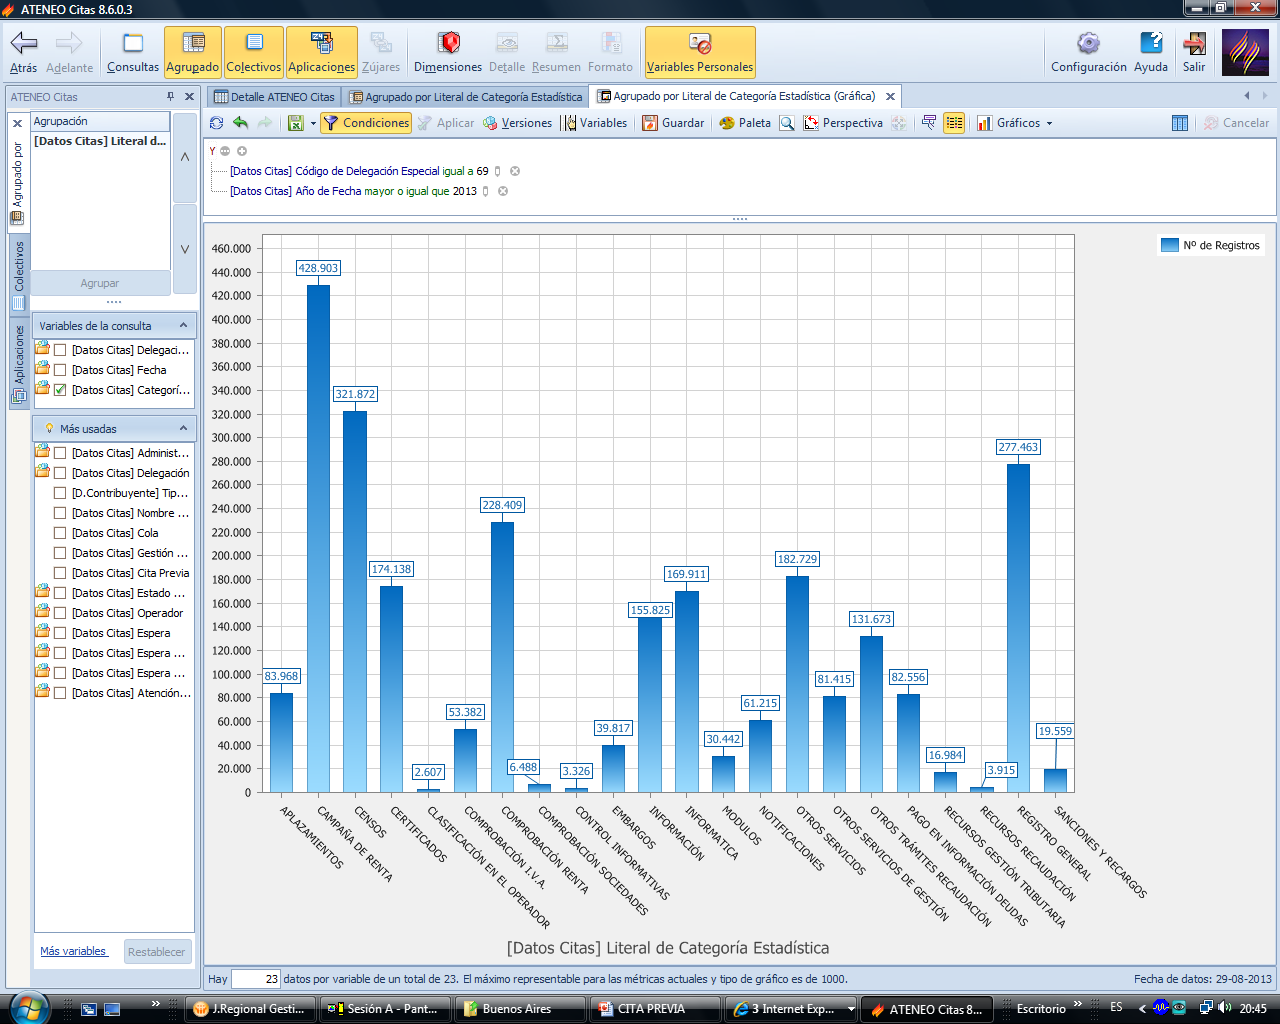 ATENEO Citas 8.6.0.3
Atrás Adelante Consultas Agrupado Colectivos Aplicaciones Zújares Dimensiones Detalle Resumen Formato Variables Personales Configuración Ayuda Salir
ATENEO Citas
Detalle ATENEO Citas Agrupado por Literal de Categoría Estadística Agrupado por Literal de Categoría Estadística (Gráfica)
Condiciones Aplicar Versiones Variables Guardar Paleta Perspectiva Gráficos Cancelar
Agrupado por
Colectivos
Aplicaciones
Agrupación
[Datos Citas] Literal d...
Agrupar
Variables de la consulta
[Datos Citas] Delegaci...
[Datos Citas] Fecha
[Datos Citas] Categorí...
Más usadas
[Datos Citas] Administ...
[Datos Citas] Delegación
[D.Contribuyente] Tip...
[Datos Citas] Nombre ...
[Datos Citas] Cola
[Datos Citas] Gestión ...
[Datos Citas] Cita Previa
[Datos Citas] Estado ...
[Datos Citas] Operador
[Datos Citas] Espera
[Datos Citas] Espera ...
[Datos Citas] Espera ...
[Datos Citas] Atención...
Más variables Restablecer
Y
[Datos Citas] Código de Delegación Especial igual a 69
[Datos Citas] Año de Fecha mayor o igual que 2013
Nº de Registros
460.000
440.000
420.000
400.000
380.000
360.000
340.000
320.000
300.000
280.000
260.000
240.000
220.000
200.000
180.000
160.000
140.000
120.000
100.000
80.000
60.000
40.000
20.000
0
83.968
428.903
321.872
174.138
2.607
53.382
228.409
6.488
3.326
39.817
155.825
169.911
30.442
61.215
182.729
81.415
131.673
82.556
16.984
3.915
277.463
19.559
APLAZAMIENTOS
CAMPAÑA DE RENTA
CENSOS
CERTIFICADOS
CLASIFICACIÓN EN EL OPERADOR
COMPROBACIÓN I.V.A.
COMPROBACIÓN RENTA
COMPROBACIÓN SOCIEDADES
CONTROL INFORMATIVAS
EMBARGOS
INFORMACIÓN
INFORMATICA
MODULOS
NOTIFICACIONES
OTROS SERVICIOS
OTROS SERVICIOS DE GESTIÓN
OTROS TRÁMITES RECAUDACIÓN
PAGO EN INFORMACIÓN DEUDAS
RECURSOS GESTIÓN TRIBUTARIA
RECURSOS RECAUDACIÓN
REGISTRO GENERAL
SANCIONES Y RECARGOS
[Datos Citas] Literal de Categoría Estadística
Hay 23 datos por variable de un total de 23. El máximo representable para las métricas actuales y tipo de gráfico es de 1000. Fecha de datos: 29-08-2013
J.Regional Gesti... Sesión A - Pant... Buenos Aires CITA PREVIA 3 Internet Exp... ATENEO Citas 8... Escritorio ES 20:45